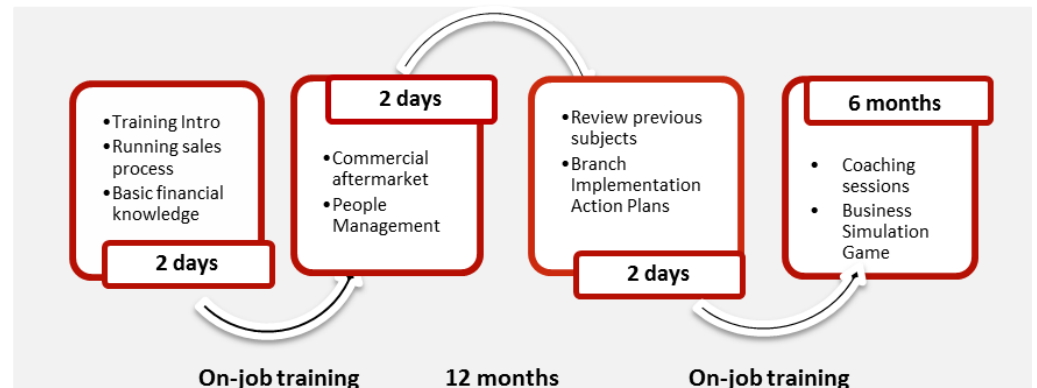 •Training Intro
•Running sales
process
•Basic financial
knowledge
2 days
2 days
•Commercial
aftermarket
•People
Management
•Review previous
subjects
•Branch
Implementation
Action Plans
2 days
6 months
• Coaching
sessions
• Business
Simulation
Game
On-job training
12 months
On-job training